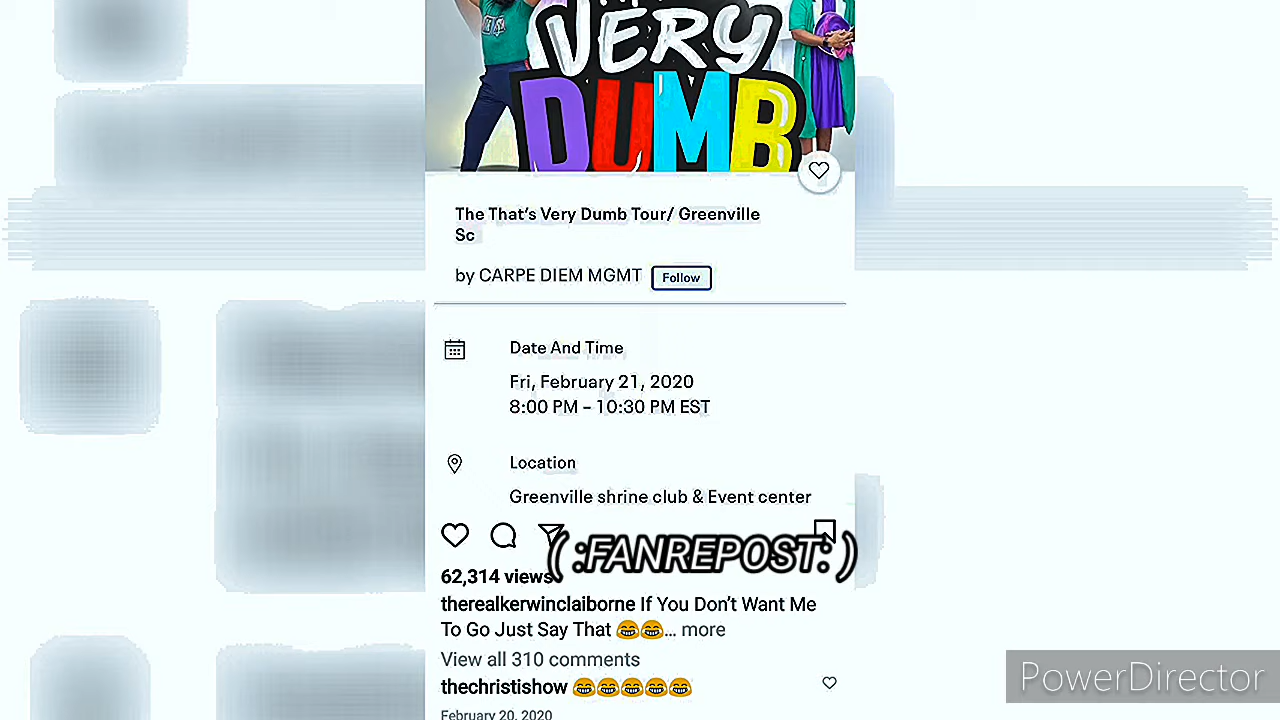 VERY
DUMB
The That's Very Dumb Tour/ Greenville
Sc
by CARPE DIEM MGMT Follow
Date And Time
Fri, February 21, 2020
8:00 PM – 10:30 PM EST
Location
Greenville shrine club & Event center
( :FANREPOST: )
62,314 views
therealkerwinclaiborne If You Don't Want Me
To Go Just Say That 😂😂... more
View all 310 comments
thechristishow 😂😂😂😂😂
February 20, 2020
PowerDirector